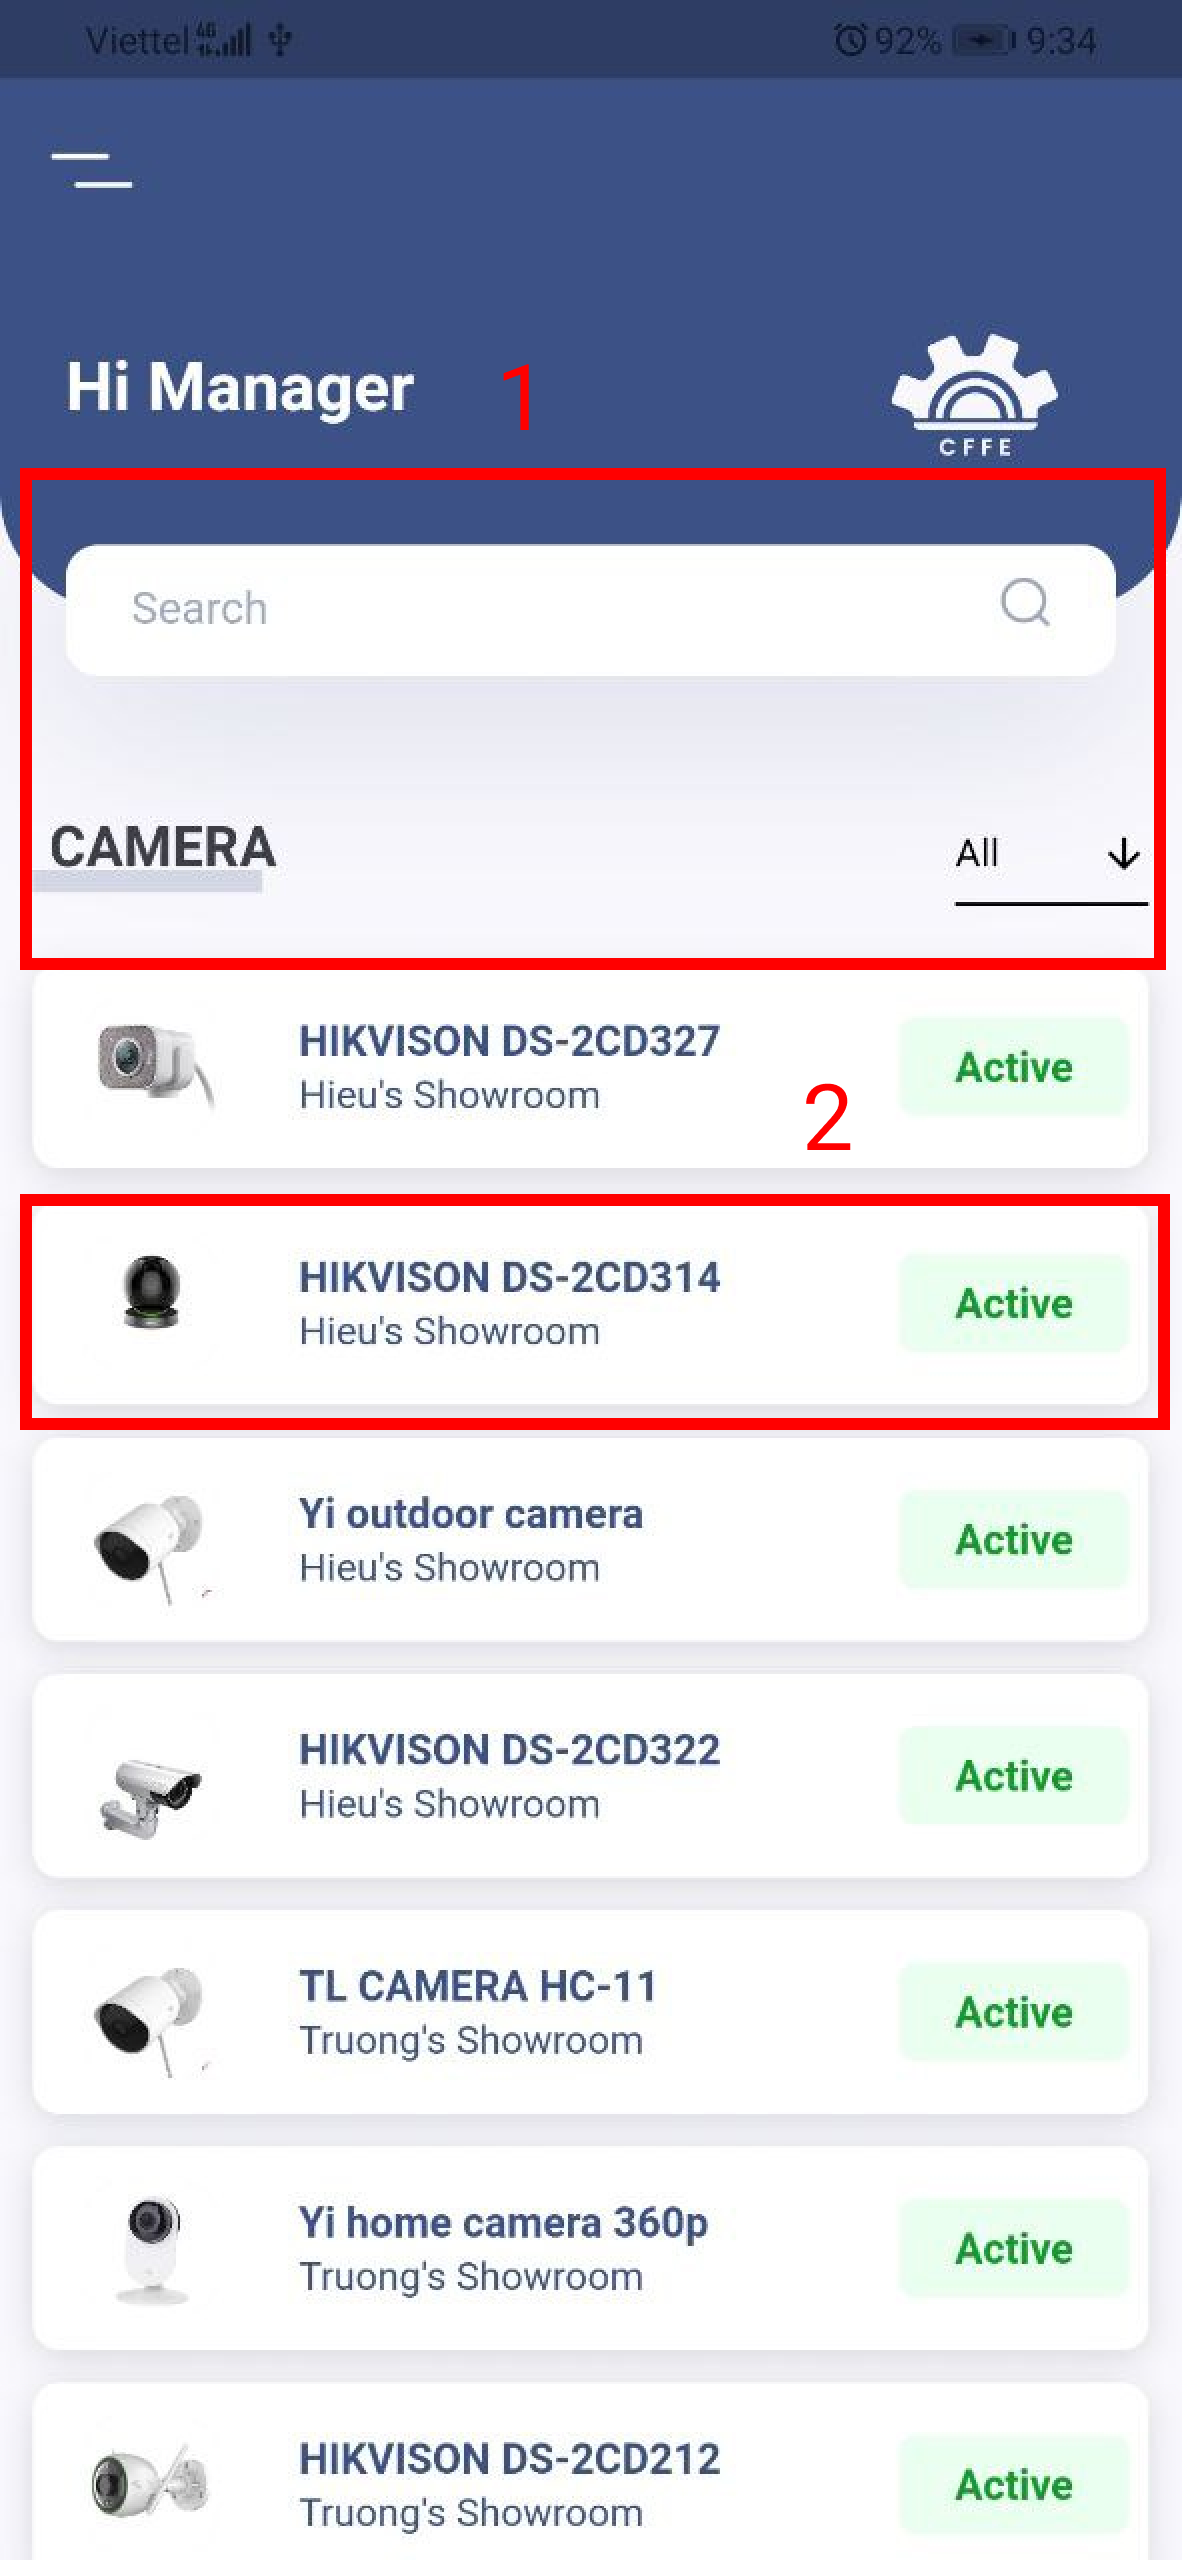 Viettel 4G 92% 9:34
Hi Manager 1
CFFE
Search
CAMERA All
HIKVISON DS-2CD327
Hieu's Showroom
Active
2
HIKVISON DS-2CD314
Hieu's Showroom
Active
Yi outdoor camera
Hieu's Showroom
Active
HIKVISON DS-2CD322
Hieu's Showroom
Active
TL CAMERA HC-11
Truong's Showroom
Active
Yi home camera 360p
Truong's Showroom
Active
HIKVISON DS-2CD212
Truong's Showroom
Active